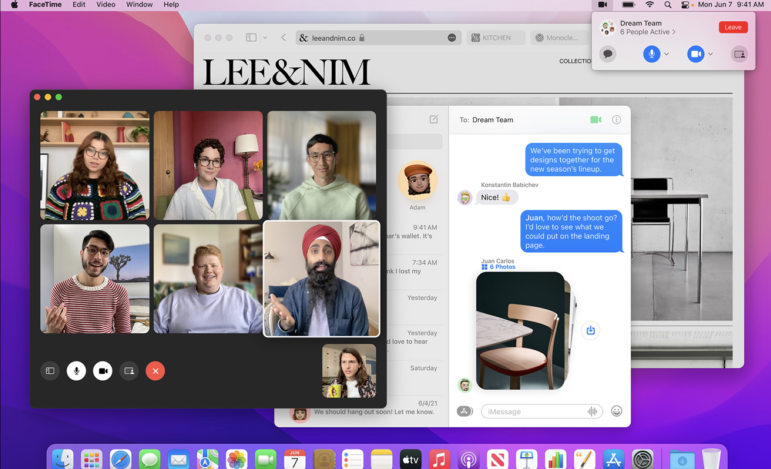 FaceTime Edit Video Window Help
Mon Jun 7 9:41 AM
Dream Team
6 People Active >
Leave
leeandnim.co
KITCHEN
Monocle...
LEE&NIM
COLLECTIO
To: Dream Team
We've been trying to get
designs together for the
new season's lineup.
Konstantin Babichev
Nice! 👍
Juan, how'd the shoot go?
I'd love to see what we
could put on the landing
page.
Juan Carlos
6 Photos
iMessage
Adam
9:41 AM
ar's wallet. It's
7:34 AM
nk I lost my
Yesterday
Yesterday
d love to hear
Saturday
6/4/21
We should hang out soon! Let me know.
JUN
7
tv